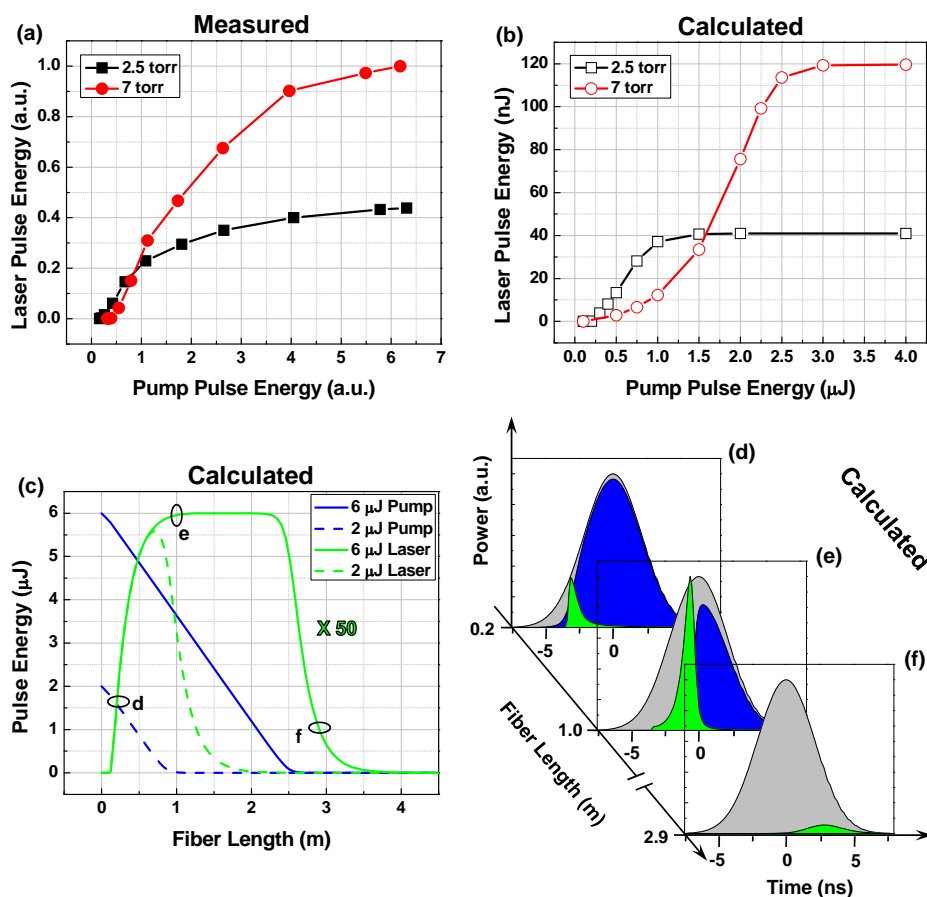 Measured
(a)
2.5 torr
7 torr
1.0
0.8
0.6
0.4
0.2
0.0
Laser Pulse Energy (a.u.)
0 1 2 3 4 5 6 7
Pump Pulse Energy (a.u.)
Calculated
(b)
2.5 torr
7 torr
120
100
80
60
40
20
0
Laser Pulse Energy (nJ)
0.0 0.5 1.0 1.5 2.0 2.5 3.0 3.5 4.0
Pump Pulse Energy (μJ)
Calculated
(c)
6 μJ Pump
2 μJ Pump
6 μJ Laser
2 μJ Laser
6
5
4
3
2
1
0
Pulse Energy (μJ)
e
d
f
X 50
0 1 2 3 4
Fiber Length (m)
Calculated
Power (a.u.)
(d)
0.2
-5 0
(e)
1.0
-5 0
(f)
2.9
-5 0 5
Fiber Length (m)
Time (ns)